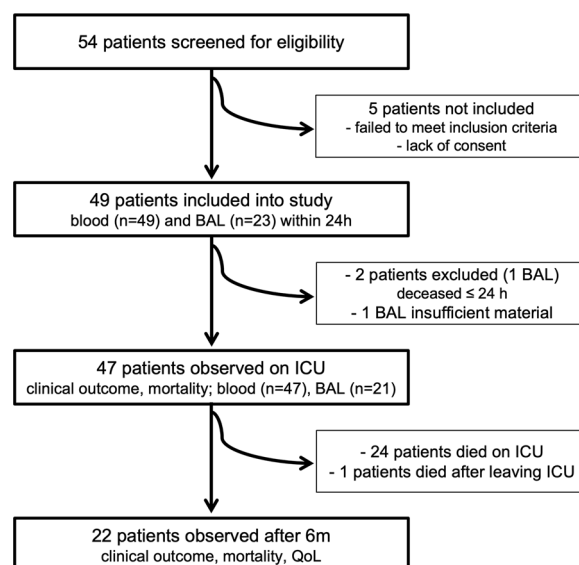 54 patients screened for eligibility
5 patients not included
- failed to meet inclusion criteria
- lack of consent
49 patients included into study
blood (n=49) and BAL (n=23) within 24h
- 2 patients excluded (1 BAL)
deceased ≤ 24 h
- 1 BAL insufficient material
47 patients observed on ICU
clinical outcome, mortality; blood (n=47), BAL (n=21)
- 24 patients died on ICU
- 1 patients died after leaving ICU
22 patients observed after 6m
clinical outcome, mortality, QoL